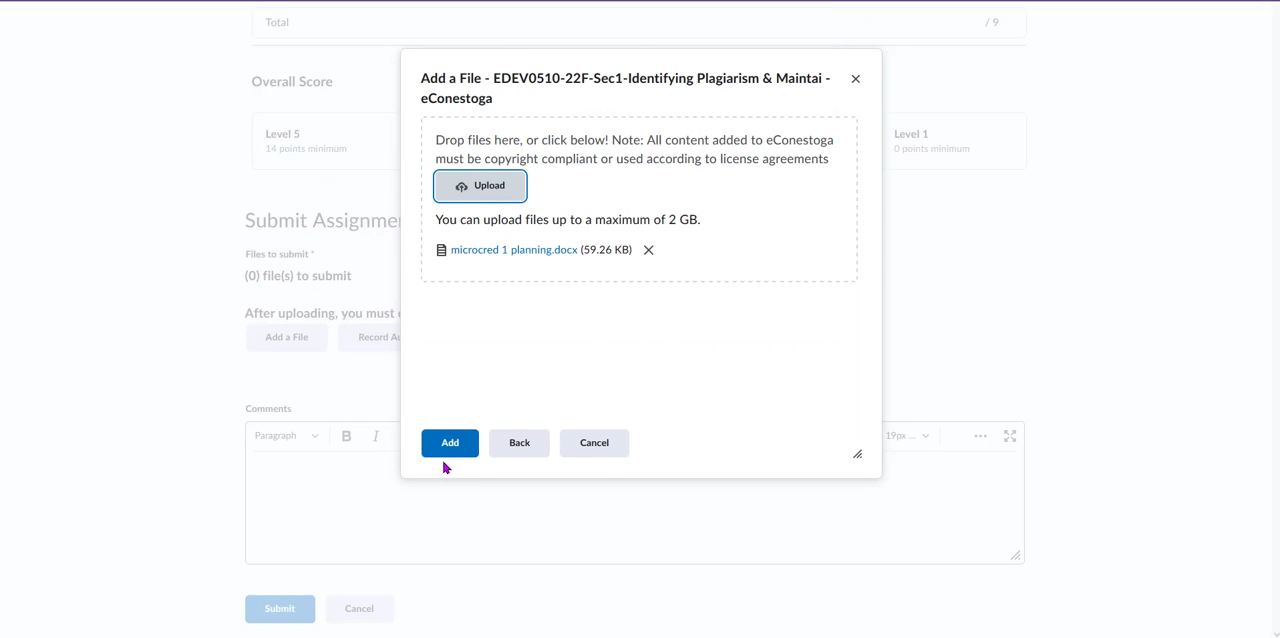 Total
/ 9
Overall Score
Level 5
14 points minimum
Level 1
0 points minimum
Add a File - EDEV0510-22F-Sec1-Identifying Plagiarism & Maintai -
eConestoga
Drop files here, or click below! Note: All content added to eConestoga
must be copyright compliant or used according to license agreements
Upload
You can upload files up to a maximum of 2 GB.
microcred 1 planning.docx (59.26 KB)
Add
Back
Cancel
Submit Assignme
Files to submit *
(0) file(s) to submit
After uploading, you must
Add a File
Record Au
Comments
Paragraph
B
I
19px ...
Submit
Cancel